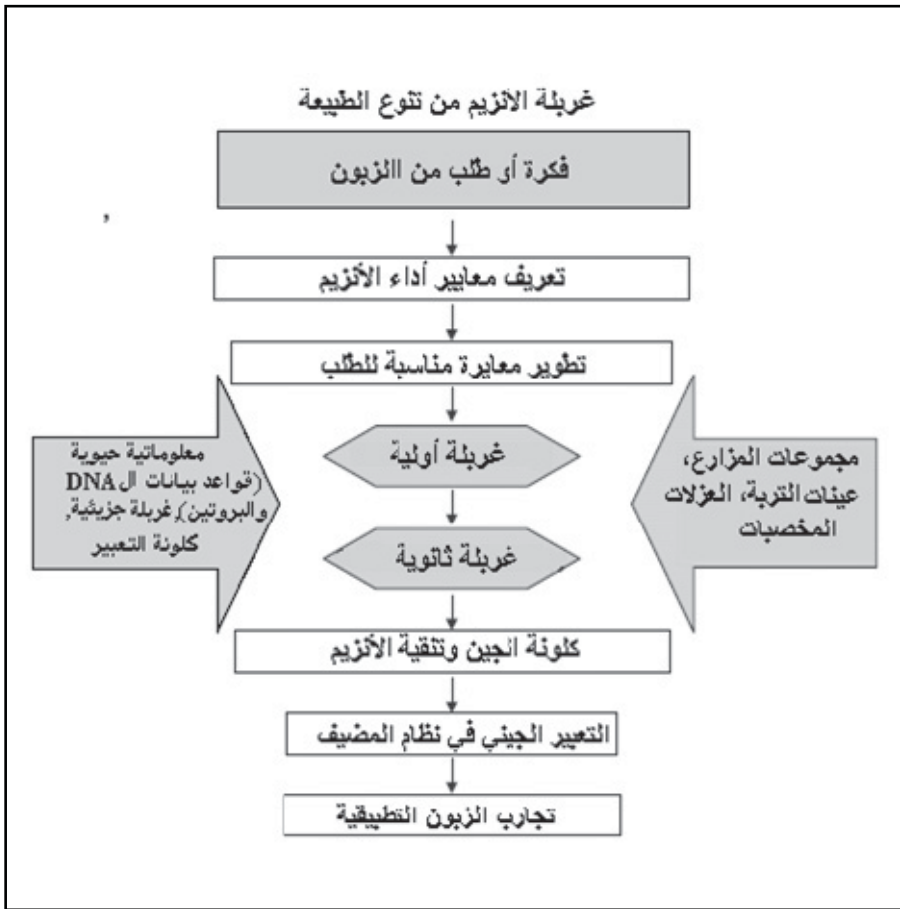 غربلة الأنزيم من تنوع الطبيعة
فكرة أو طلب من االزبون
,
تعريف معايير أداء الأنزيم
تطوير معايرة مناسبة للطلب
غربلة أولية
مجموعات المزارع،
عينات التربة، العزلات
المخصبات
معلوماتية حيوية
(قواعد بيانات ال DNA
والبروتين),غربلة جزيئية,
كلونة التعبير
غربلة ثانوية
كلونة الجين وتنقية الأنزيم
التعبير الجيني في نظام المضيف
تجارب الزبون التطبيقية